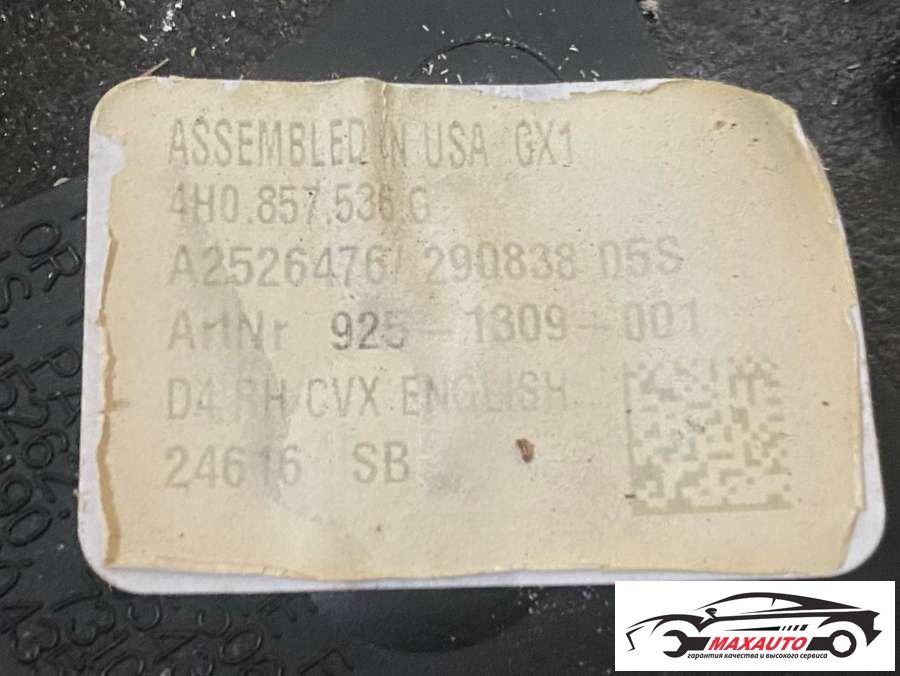 ASSEMBLED IN USA GX1
4H0.857.536.G
A2526476 290838 05S
ArtNr 925-1309-001
D4 RH CVX ENGLISH
24616 SB
MAXAUTO
гарантия качества и высокого сервиса